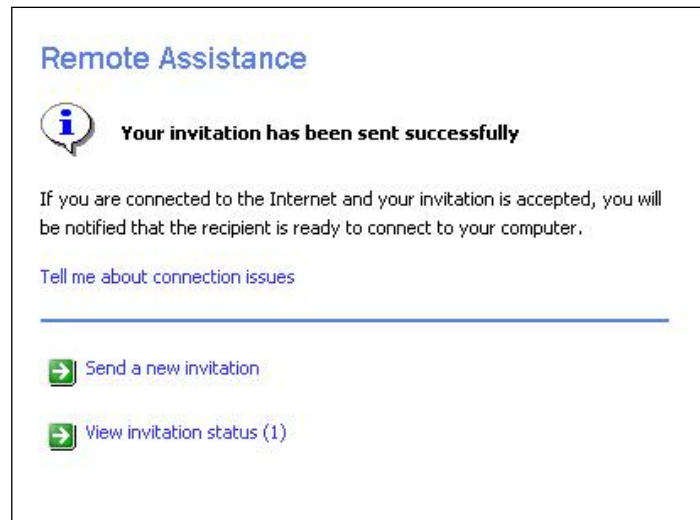 Remote Assistance
Your invitation has been sent successfully
If you are connected to the Internet and your invitation is accepted, you will
be notified that the recipient is ready to connect to your computer.
Tell me about connection issues
Send a new invitation
View invitation status (1)